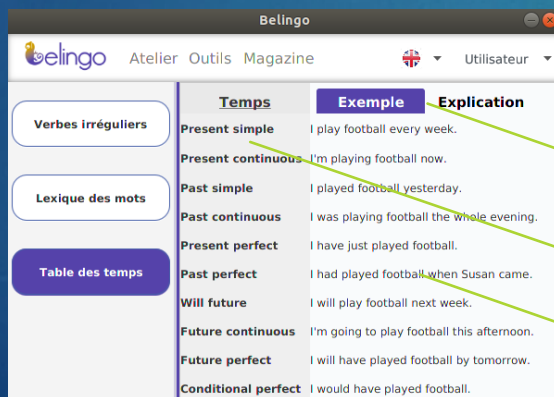 Belingo
Belingo Atelier Outils Magazine Utilisateur
Verbes irréguliers
Lexique des mots
Table des temps
Temps Exemple Explication
Present simple I play football every week.
Present continuous I'm playing football now.
Past simple I played football yesterday.
Past continuous I was playing football the whole evening.
Present perfect I have just played football.
Past perfect I had played football when Susan came.
Will future I will play football next week.
Future continuous I'm going to play football this afternoon.
Future perfect I will have played football by tomorrow.
Conditional perfect I would have played football.